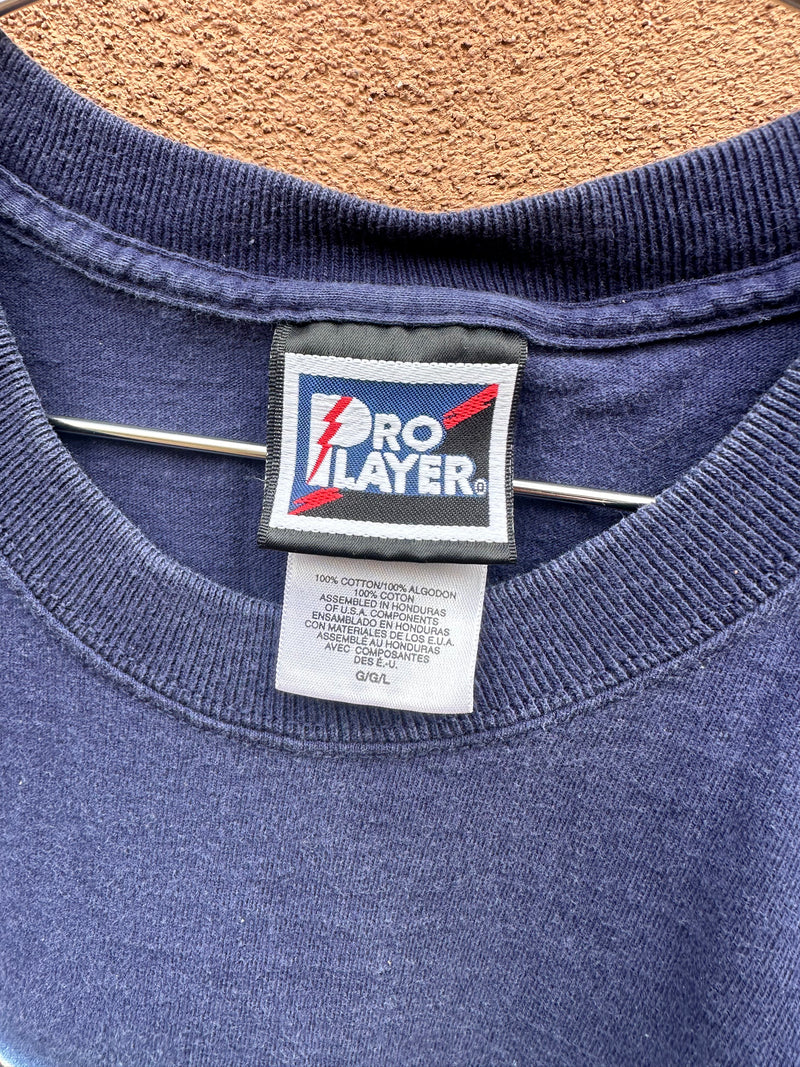 PRO
PLAYER®
100% COTTON/100% ALGODON
100% COTON
ASSEMBLED IN HONDURAS
OF U.S.A. COMPONENTS
ENSAMBLADO EN HONDURAS
CON MATERIALES DE LOS E.U.A.
ASSEMBLÉ AU HONDURAS
AVEC COMPOSANTES
DES É.-U.
G/G/L